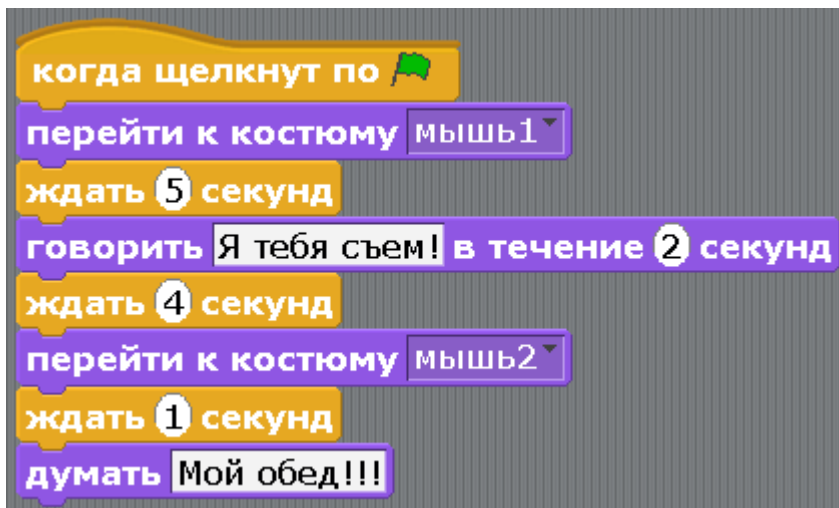 когда щелкнут по
перейти к костюму мышь1
ждать 5 секунд
говорить Я тебя съем! в течение 2 секунд
ждать 4 секунд
перейти к костюму мышь2
ждать 1 секунд
думать Мой обед!!!